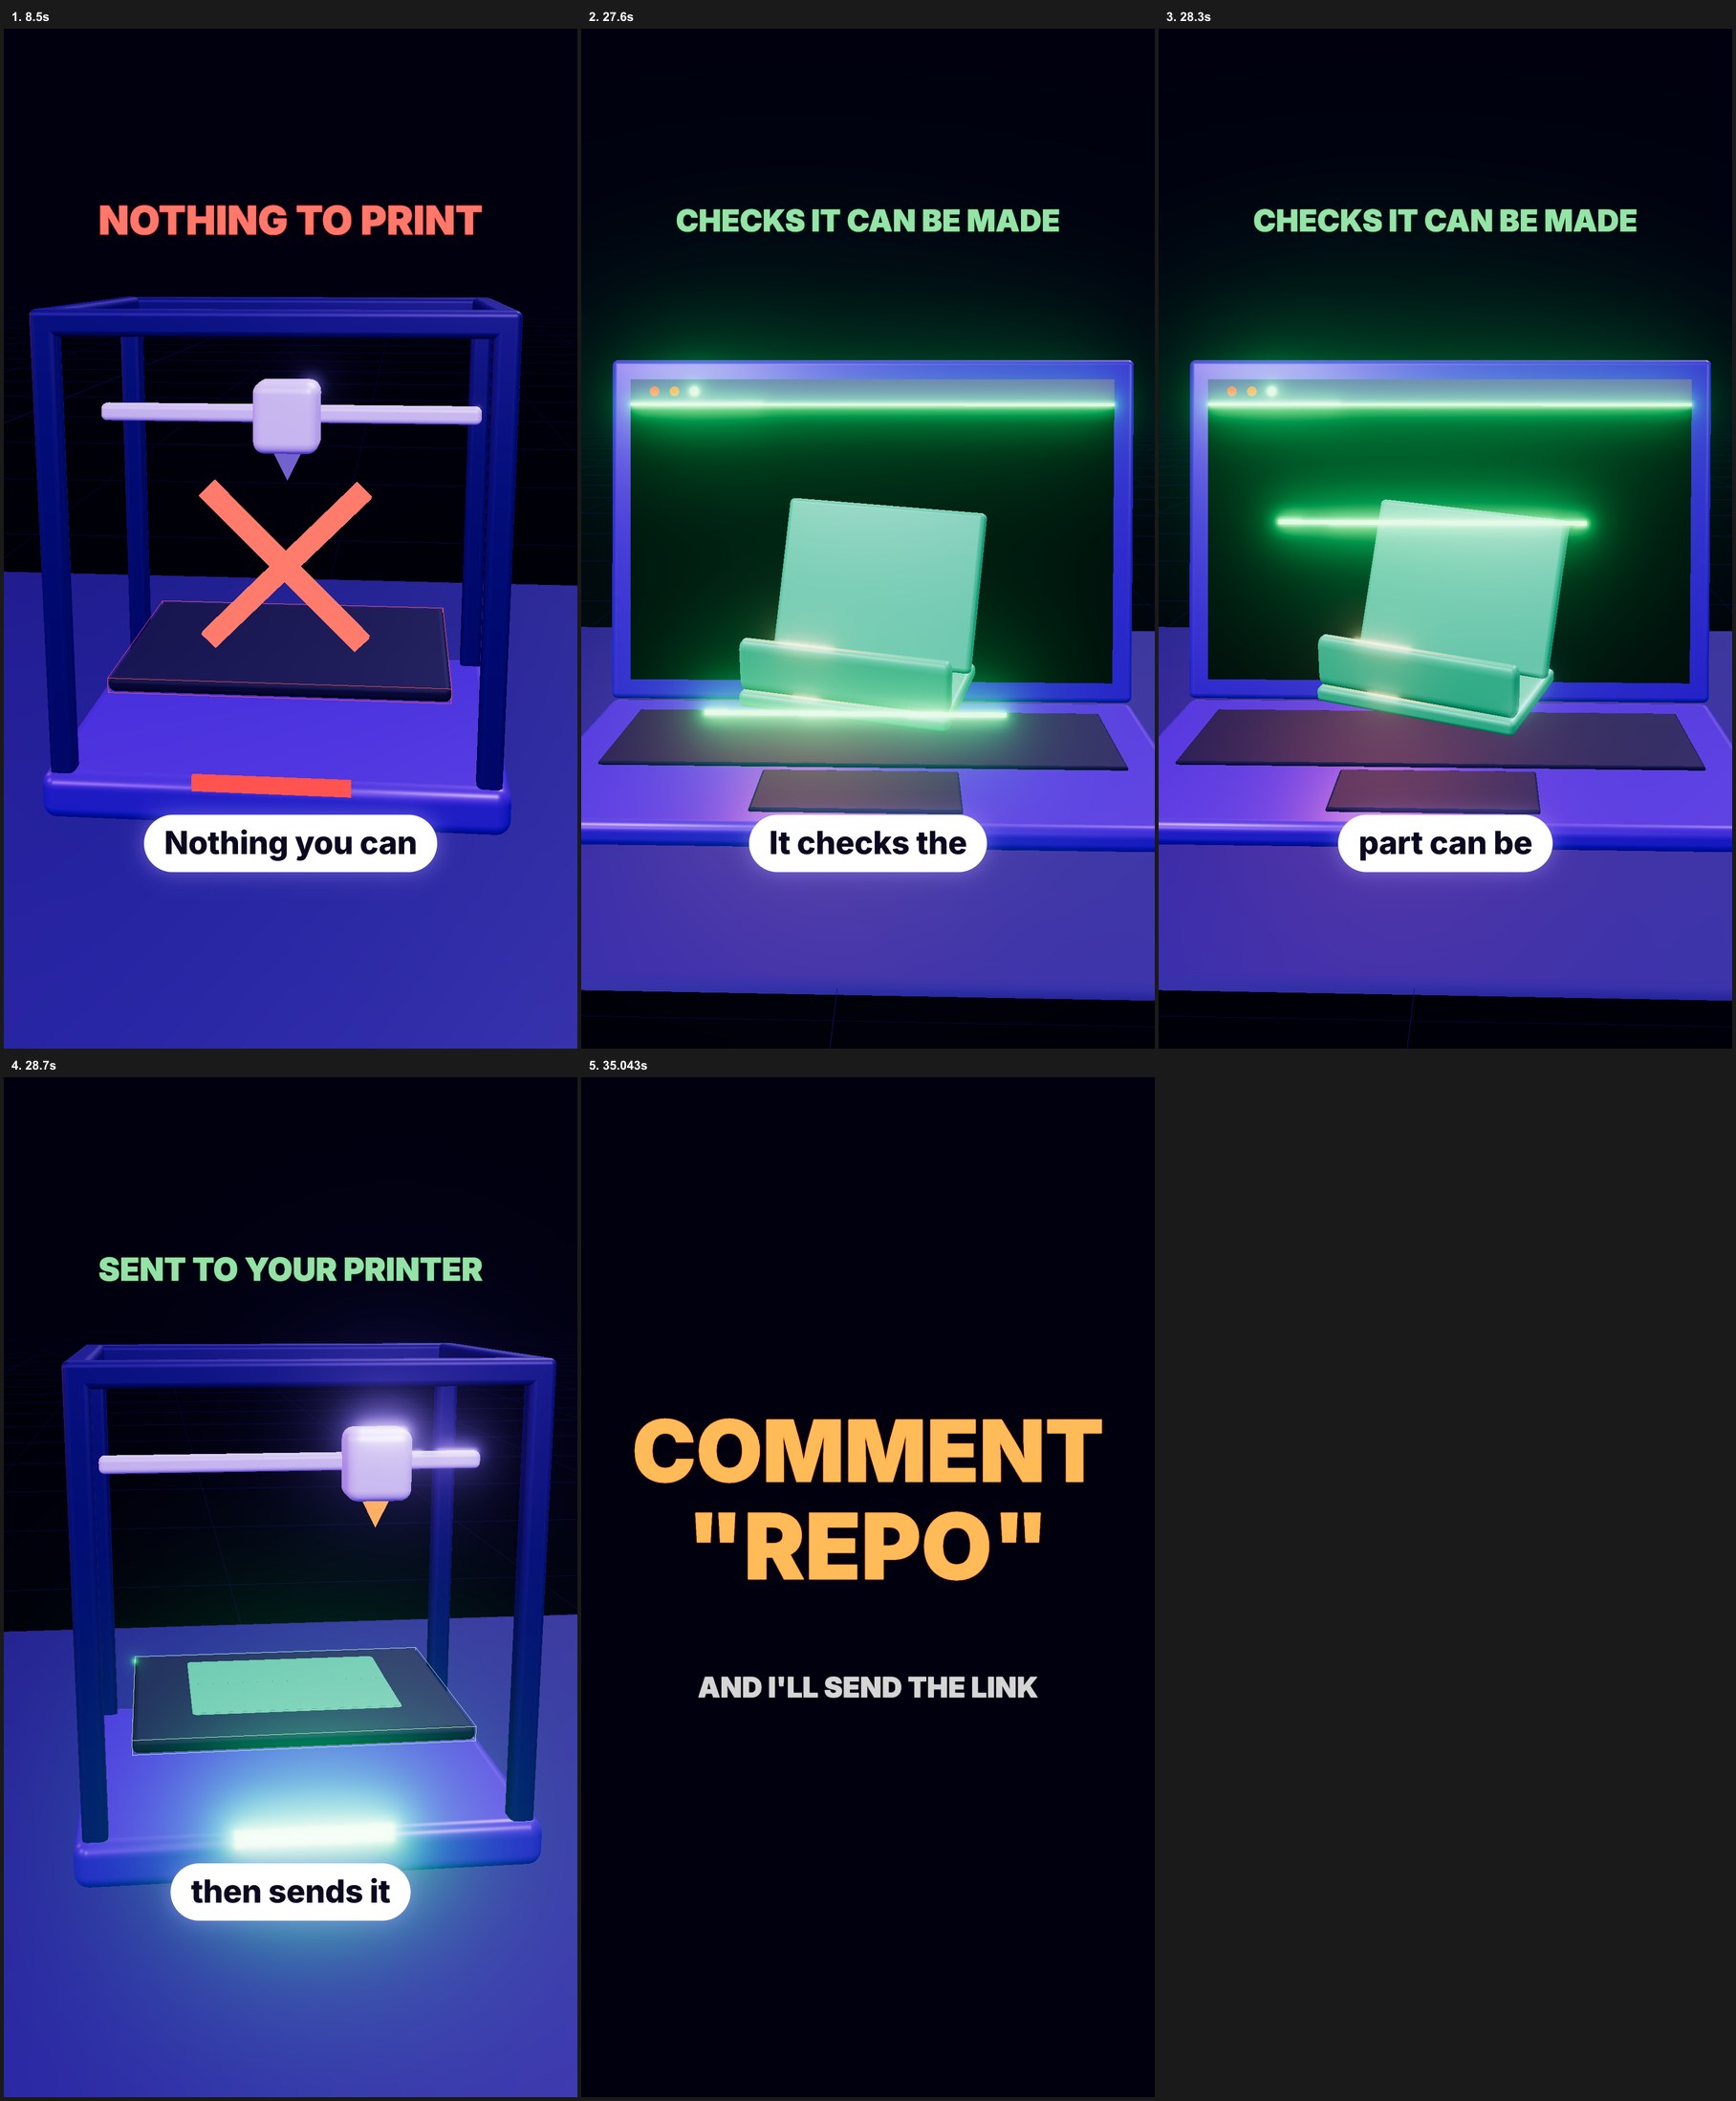 1. 8.5s
2. 27.6s
3. 28.3s
NOTHING TO PRINT
CHECKS IT CAN BE MADE
CHECKS IT CAN BE MADE
Nothing you can
It checks the
part can be
4. 28.7s
5. 35.043s
SENT TO YOUR PRINTER
then sends it
COMMENT
"REPO"
AND I'LL SEND THE LINK